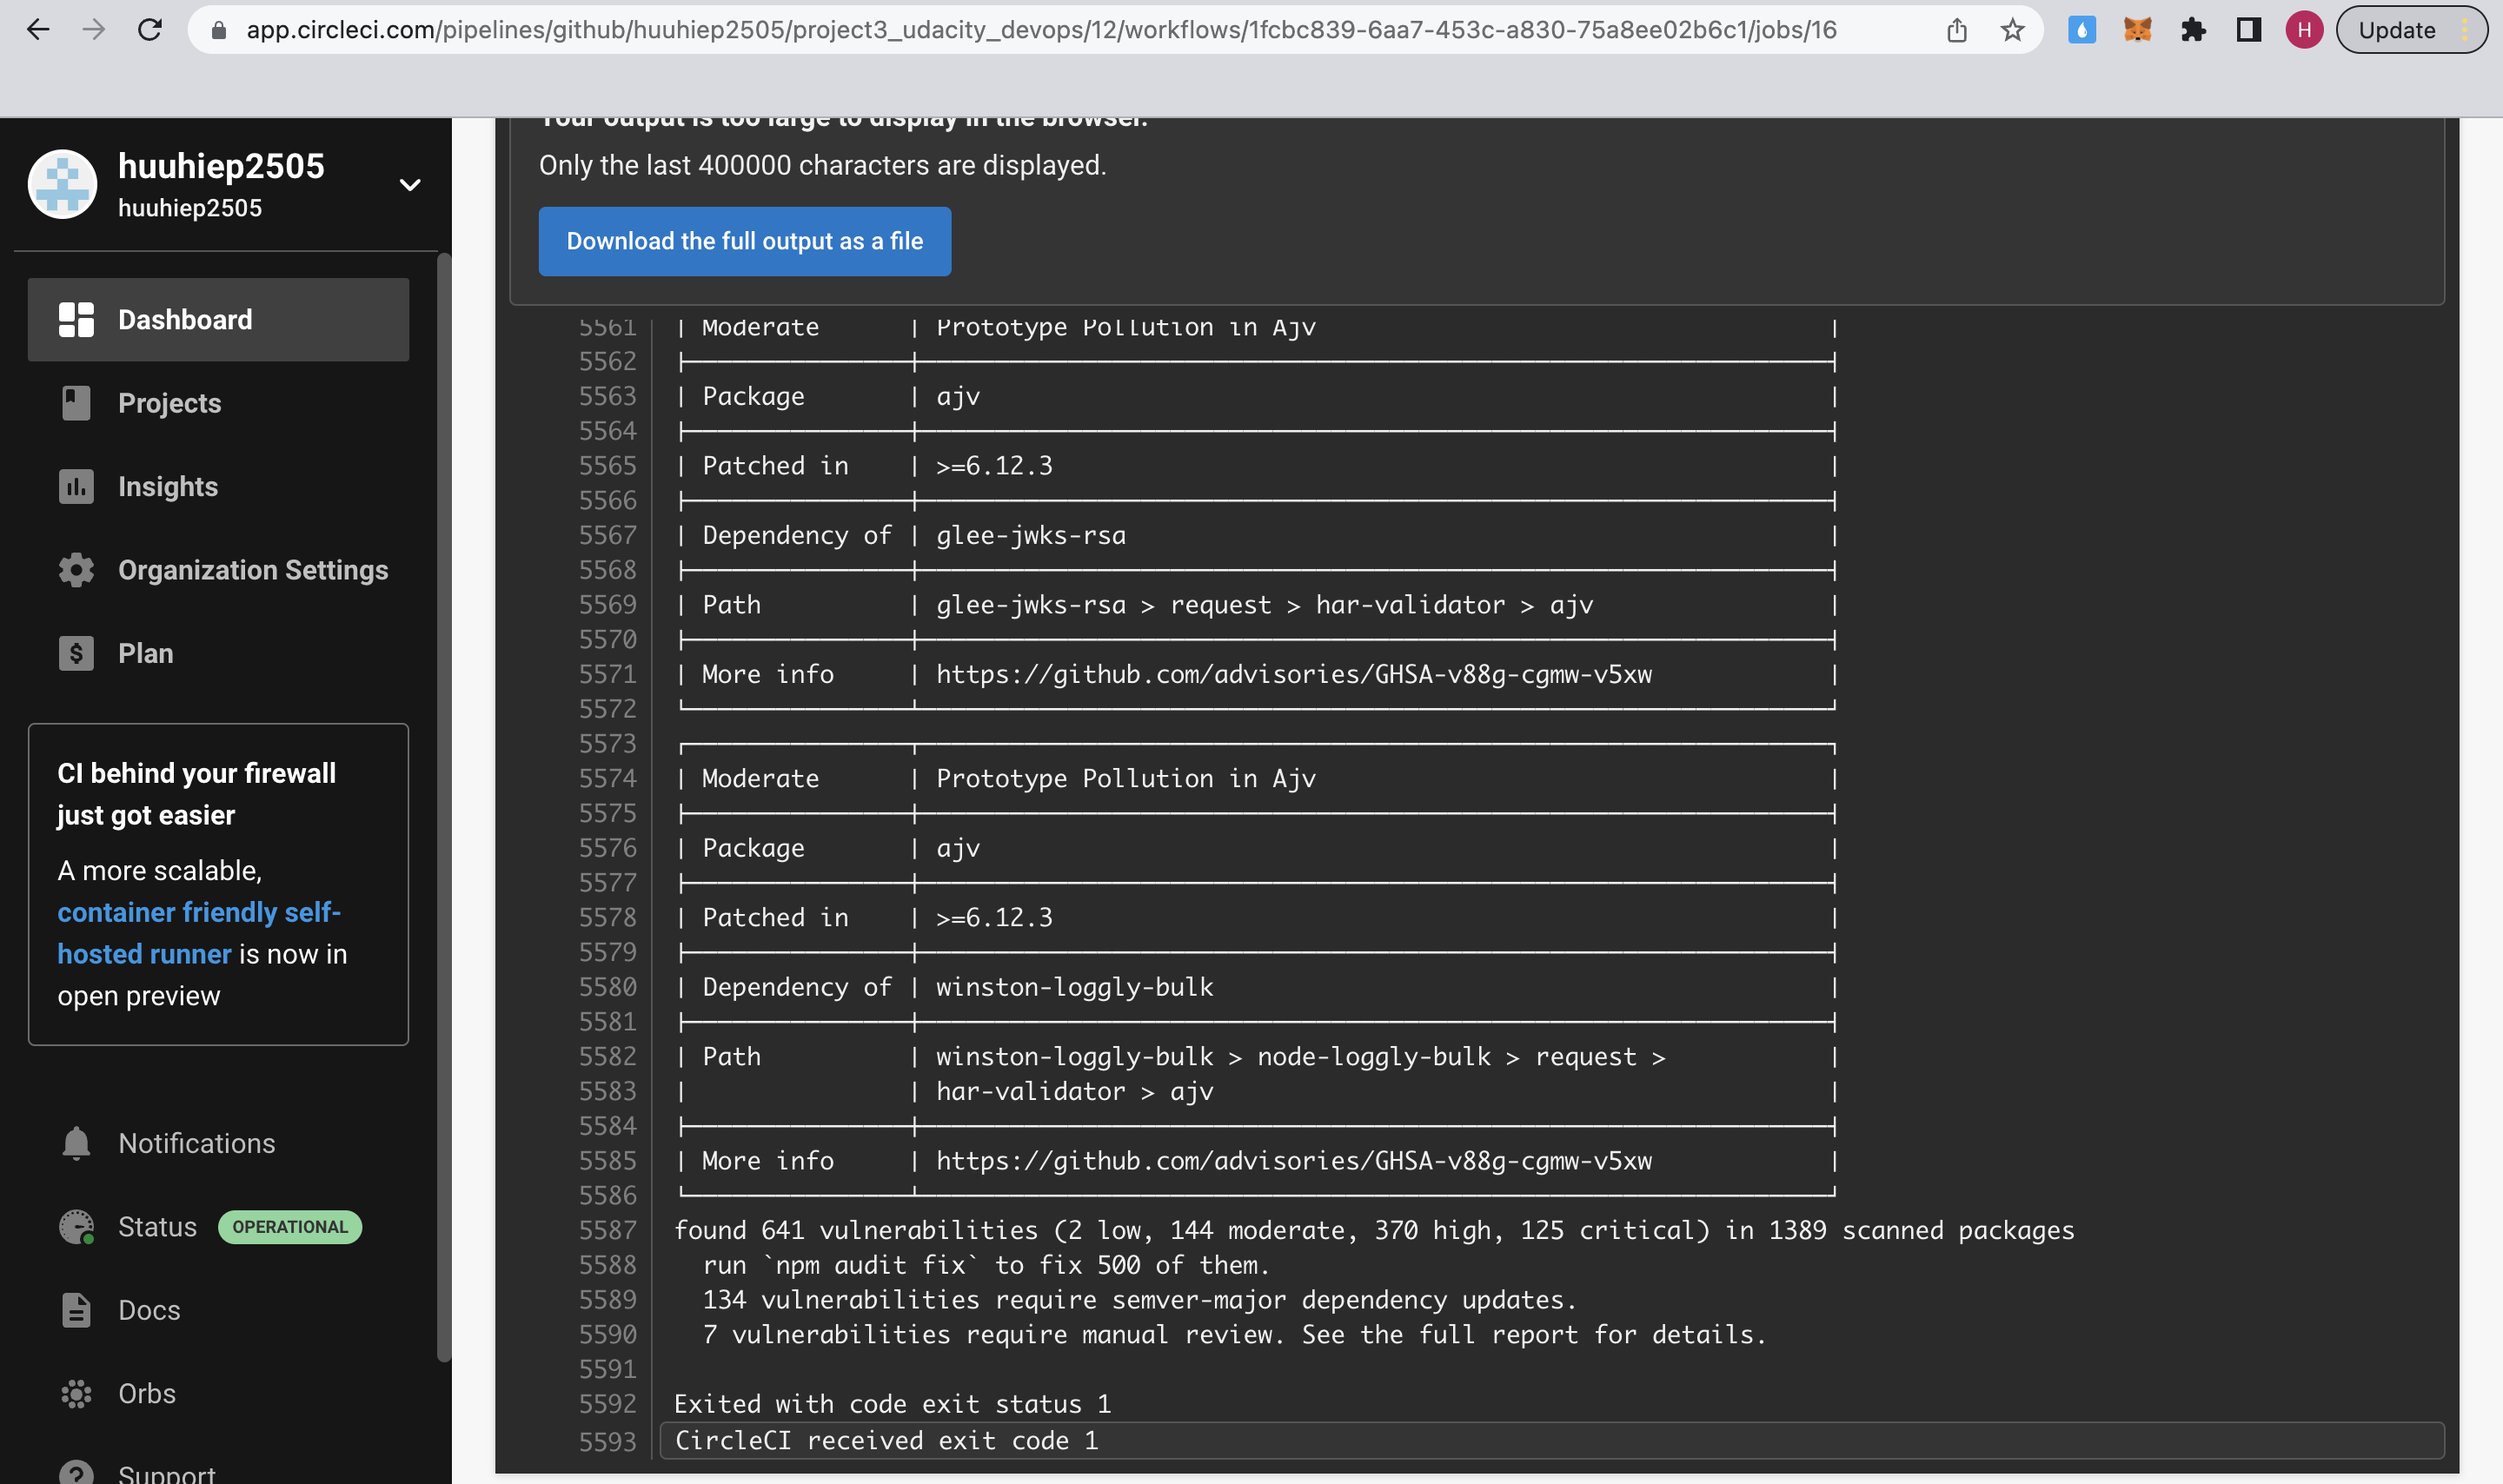 app.circleci.com/pipelines/github/huuhiep2505/project3_udacity_devops/12/workflows/1fcbc839-6aa7-453c-a830-75a8ee02b6c1/jobs/16
H
Update
huuhiep2505
huuhiep2505
Dashboard
Projects
Insights
Organization Settings
$ Plan
CI behind your firewall
just got easier
A more scalable,
container friendly self-
hosted runner is now in
open preview
Notifications
Status OPERATIONAL
Docs
Orbs
? Support
Your output is too large to display in the browser.
Only the last 400000 characters are displayed.
Download the full output as a file
5561 | Moderate | Prototype Pollution in Ajv |
5562
5563 | Package | ajv |
5564
5565 | Patched in | >=6.12.3 |
5566
5567 | Dependency of | glee-jwks-rsa |
5568
5569 | Path | glee-jwks-rsa > request > har-validator > ajv |
5570
5571 | More info | https://github.com/advisories/GHSA-v88g-cgmw-v5xw |
5572
5573
5574 | Moderate | Prototype Pollution in Ajv |
5575
5576 | Package | ajv |
5577
5578 | Patched in | >=6.12.3 |
5579
5580 | Dependency of | winston-loggly-bulk |
5581
5582 | Path | winston-loggly-bulk > node-loggly-bulk > request > |
5583 | | har-validator > ajv |
5584
5585 | More info | https://github.com/advisories/GHSA-v88g-cgmw-v5xw |
5586
5587 found 641 vulnerabilities (2 low, 144 moderate, 370 high, 125 critical) in 1389 scanned packages
5588 run `npm audit fix` to fix 500 of them.
5589 134 vulnerabilities require semver-major dependency updates.
5590 7 vulnerabilities require manual review. See the full report for details.
5591
5592 Exited with code exit status 1
5593 CircleCI received exit code 1